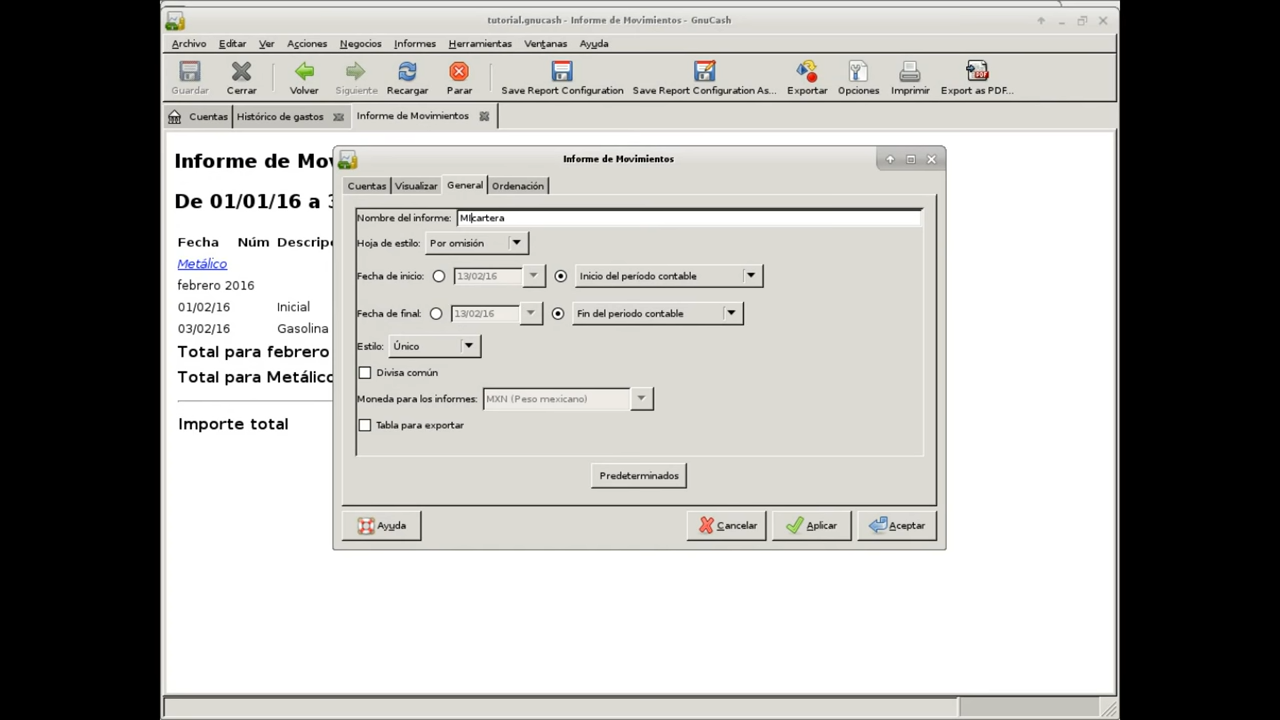 tutorial.gnucash - Informe de Movimientos - GnuCash
Archivo Editar Ver Acciones Negocios Informes Herramientas Ventanas Ayuda
Guardar Cerrar Volver Siguiente Recargar Parar Save Report Configuration Save Report Configuration As... Exportar Opciones Imprimir Export as PDF...
Cuentas Histórico de gastos Informe de Movimientos
Informe de Mov
De 01/01/16 a 3
Fecha Núm Descripc
Metálico
febrero 2016
01/02/16 Inicial
03/02/16 Gasolina
Total para febrero
Total para Metálico
Importe total
Informe de Movimientos
Cuentas Visualizar General Ordenación
Nombre del informe: MIcartera
Hoja de estilo: Por omisión
Fecha de inicio: 13/02/16 Inicio del periodo contable
Fecha de final: 13/02/16 Fin del periodo contable
Estilo: Único
Divisa común
Moneda para los informes: MXN (Peso mexicano)
Tabla para exportar
Predeterminados
Ayuda Cancelar Aplicar Aceptar